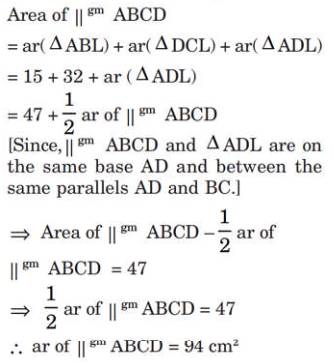 Area of ||ᵍᵐ ABCD
= ar(Δ ABL) + ar(Δ DCL) + ar(Δ ADL)
= 15 + 32 + ar (Δ ADL)
= 47 + 1/2 ar of ||ᵍᵐ ABCD
[Since, ||ᵍᵐ ABCD and Δ ADL are on
the same base AD and between the
same parallels AD and BC.]
⇒ Area of ||ᵍᵐ ABCD − 1/2 ar of
||ᵍᵐ ABCD = 47
⇒ 1/2 ar of ||ᵍᵐ ABCD = 47
∴ ar of ||ᵍᵐ ABCD = 94 cm²